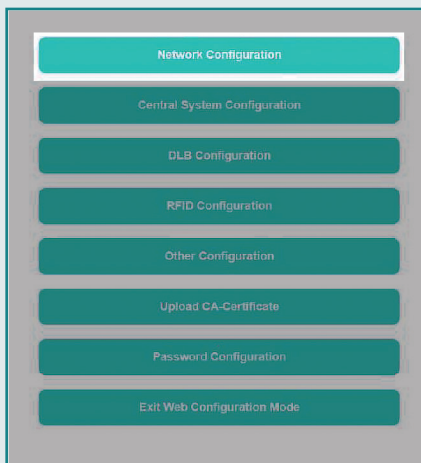 Network Configuration
Central System Configuration
DLB Configuration
RFID Configuration
Other Configuration
Upload CA-Certificate
Password Configuration
Exit Web Configuration Mode